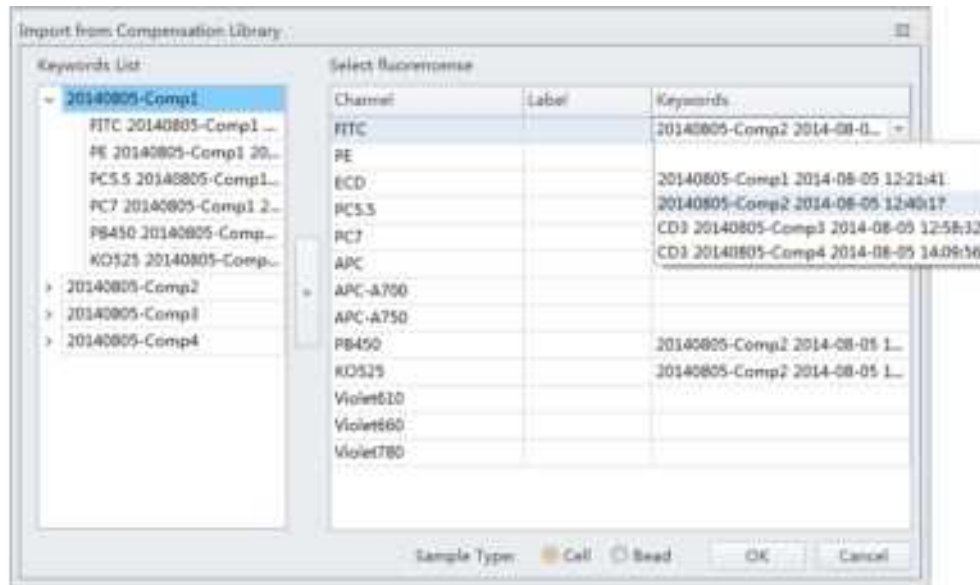 Import from Compensation Library
Keywords List
20140805-Comp1
FITC 20140805-Comp1 ...
PE 20140805-Comp1 20...
PC5.5 20140805-Comp1...
PC7 20140805-Comp1 2...
PB450 20140805-Comp...
KO525 20140805-Comp...
20140805-Comp2
20140805-Comp3
20140805-Comp4
Select fluorencense
Channel Label Keywords
FITC 20140805-Comp2 2014-08-0...
PE
ECD
PC5.5
PC7
APC
APC-A700
APC-A750
PB450 20140805-Comp2 2014-08-05 1...
KO525 20140805-Comp2 2014-08-05 1...
Violet610
Violet660
Violet780
20140805-Comp1 2014-08-05 12:21:41
20140805-Comp2 2014-08-05 12:40:17
CD3 20140805-Comp3 2014-08-05 12:58:32
CD3 20140805-Comp4 2014-08-05 14:09:56
Sample Type: Cell Bead OK Cancel